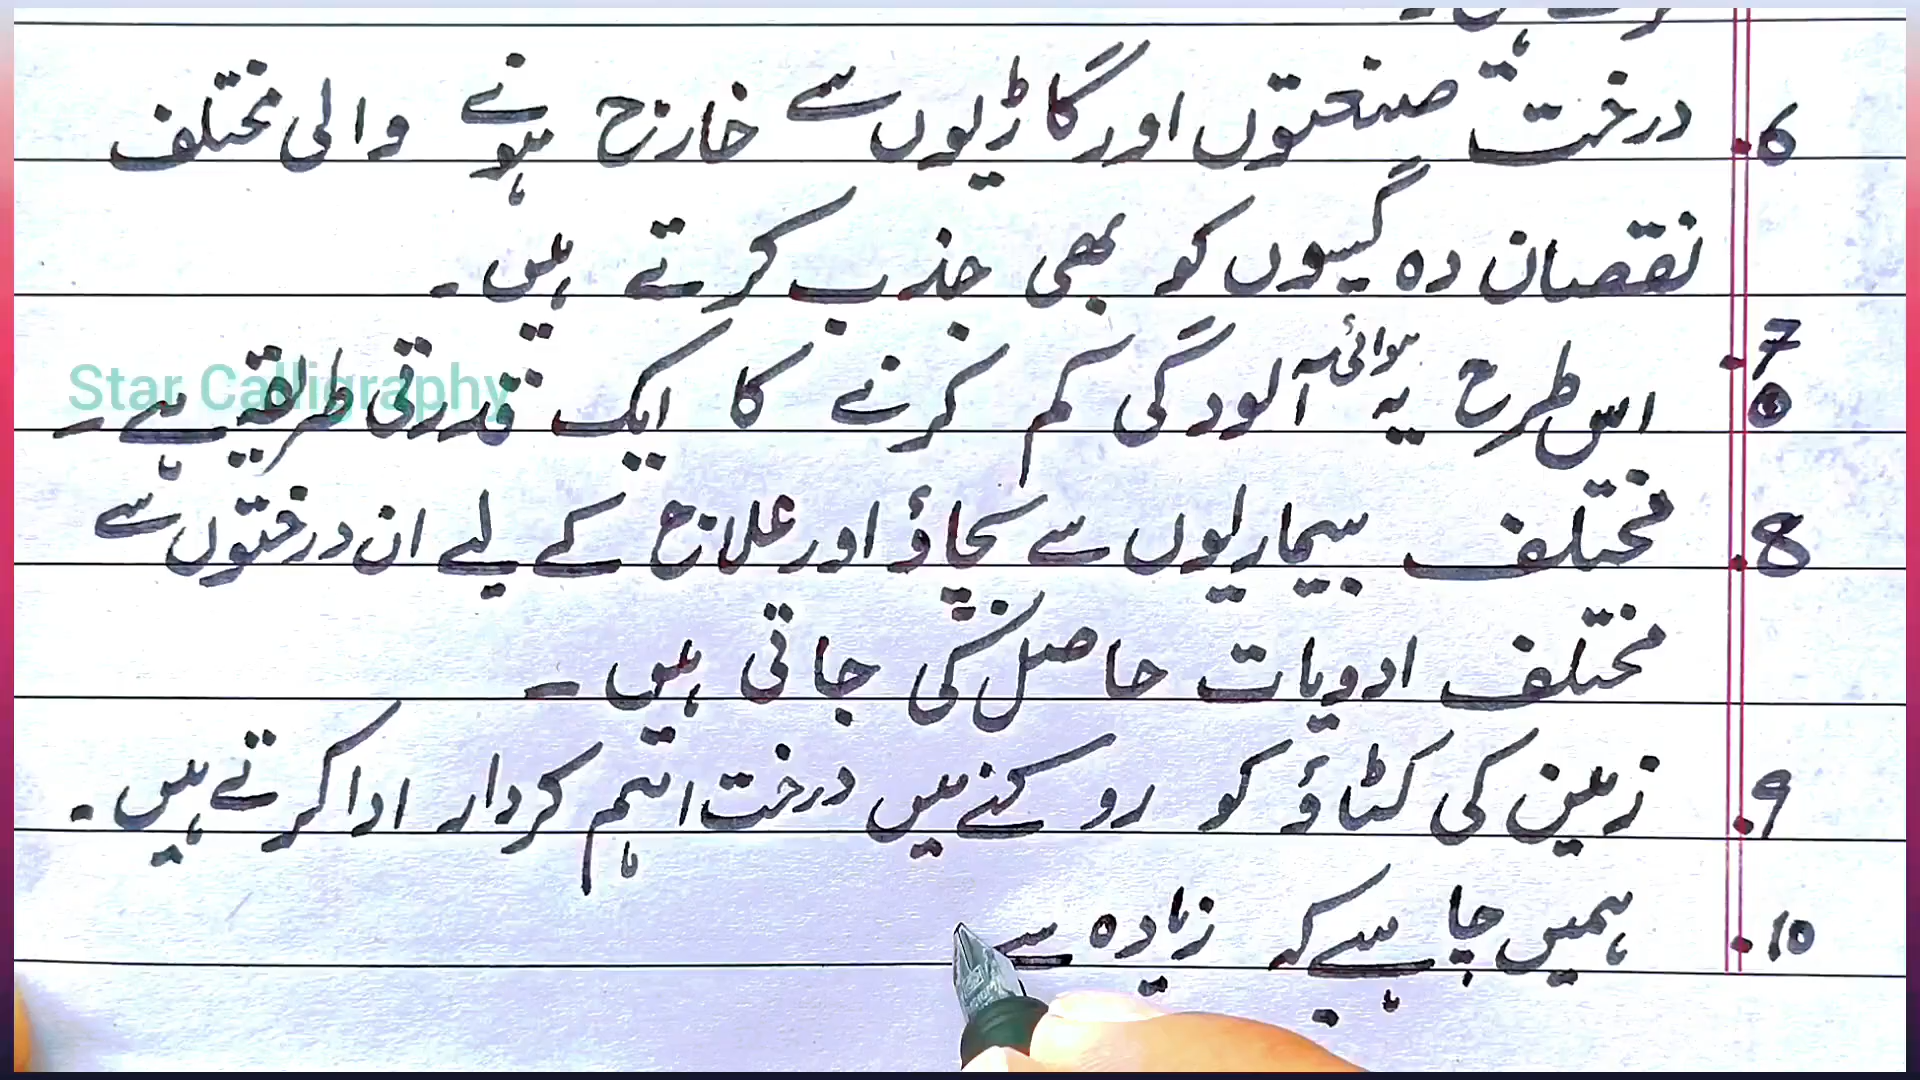 6. درخت صنعتوں اور گاڑیوں سے خارج ہونے والی مختلف
نقصان دہ گیسوں کو بھی جذب کرتے ہیں۔
7. اس طرح یہ ہوائی آلودگی کم کرنے کا ایک قدرتی طریقہ ہے۔
Star Calligraphy
8. مختلف بیماریوں سے بچاؤ اور علاج کے لیے ان درختوں سے
مختلف ادویات حاصل کی جاتی ہیں۔
9. زمین کی کٹاؤ کو روکنے میں درخت اہم کردار ادا کرتے ہیں۔
10. ہمیں چاہیے کہ زیادہ سے